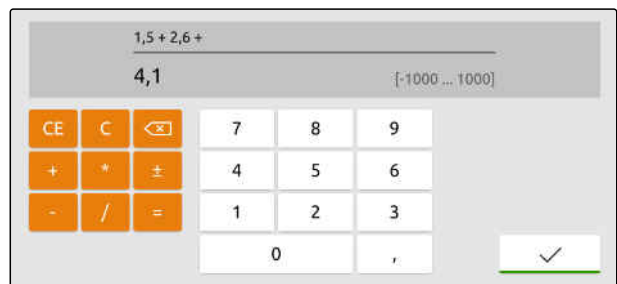 1,5 + 2,6 +
4,1 [-1000 ... 1000]
CE C 7 8 9
+ * ± 4 5 6
- / = 1 2 3
0 ,